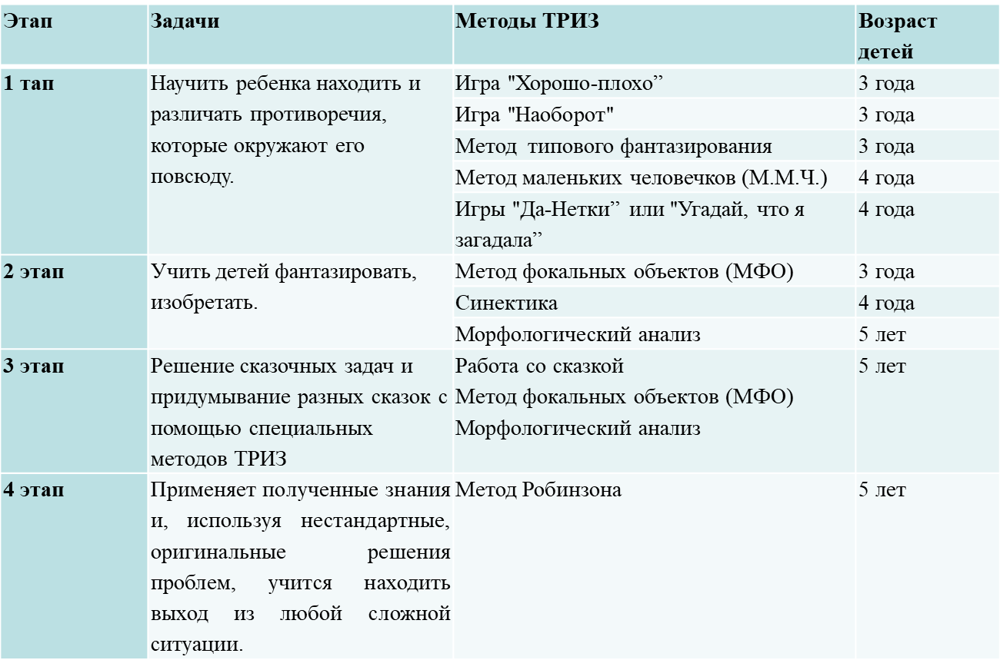 Этап Задачи Методы ТРИЗ Возраст
детей
1 тап Научить ребенка находить и Игра "Хорошо-плохо” 3 года
различать противоречия, Игра "Наоборот" 3 года
которые окружают его Метод типового фантазирования 3 года
повсюду. Метод маленьких человечков (М.М.Ч.) 4 года
Игры "Да-Нетки” или "Угадай, что я 4 года
загадала”
2 этап Учить детей фантазировать, Метод фокальных объектов (МФО) 3 года
изобретать. Синектика 4 года
Морфологический анализ 5 лет
3 этап Решение сказочных задач и Работа со сказкой 5 лет
придумывание разных сказок с Метод фокальных объектов (МФО)
помощью специальных Морфологический анализ
методов ТРИЗ
4 этап Применяет полученные знания Метод Робинзона 5 лет
и, используя нестандартные,
оригинальные решения
проблем, учится находить
выход из любой сложной
ситуации.